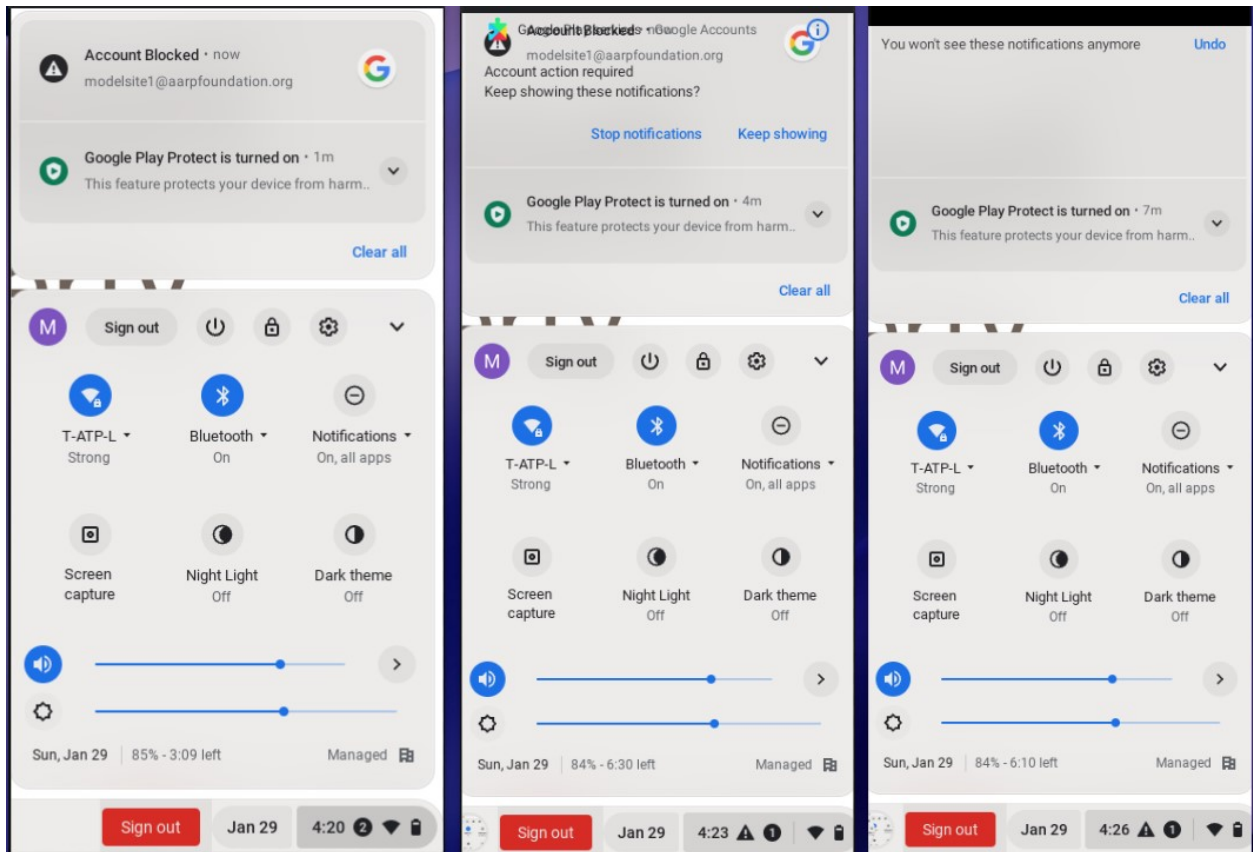 Account Blocked • now
modelsite1@aarpfoundation.org
Google Play Protect is turned on • 1m
This feature protects your device from harm..
Clear all
M
Sign out
T-ATP-L
Strong
Bluetooth
On
Notifications
On, all apps
Screen
capture
Night Light
Off
Dark theme
Off
Sun, Jan 29
85% - 3:09 left
Managed
Sign out
Jan 29
4:20
2
Account Blocked
Google Accounts
modelsite1@aarpfoundation.org
Account action required
Keep showing these notifications?
Stop notifications
Keep showing
Google Play Protect is turned on • 4m
This feature protects your device from harm..
Clear all
M
Sign out
T-ATP-L
Strong
Bluetooth
On
Notifications
On, all apps
Screen
capture
Night Light
Off
Dark theme
Off
Sun, Jan 29
84% - 6:30 left
Managed
Sign out
Jan 29
4:23
1
You won't see these notifications anymore
Undo
Google Play Protect is turned on • 7m
This feature protects your device from harm..
Clear all
M
Sign out
T-ATP-L
Strong
Bluetooth
On
Notifications
On, all apps
Screen
capture
Night Light
Off
Dark theme
Off
Sun, Jan 29
84% - 6:10 left
Managed
Sign out
Jan 29
4:26
1